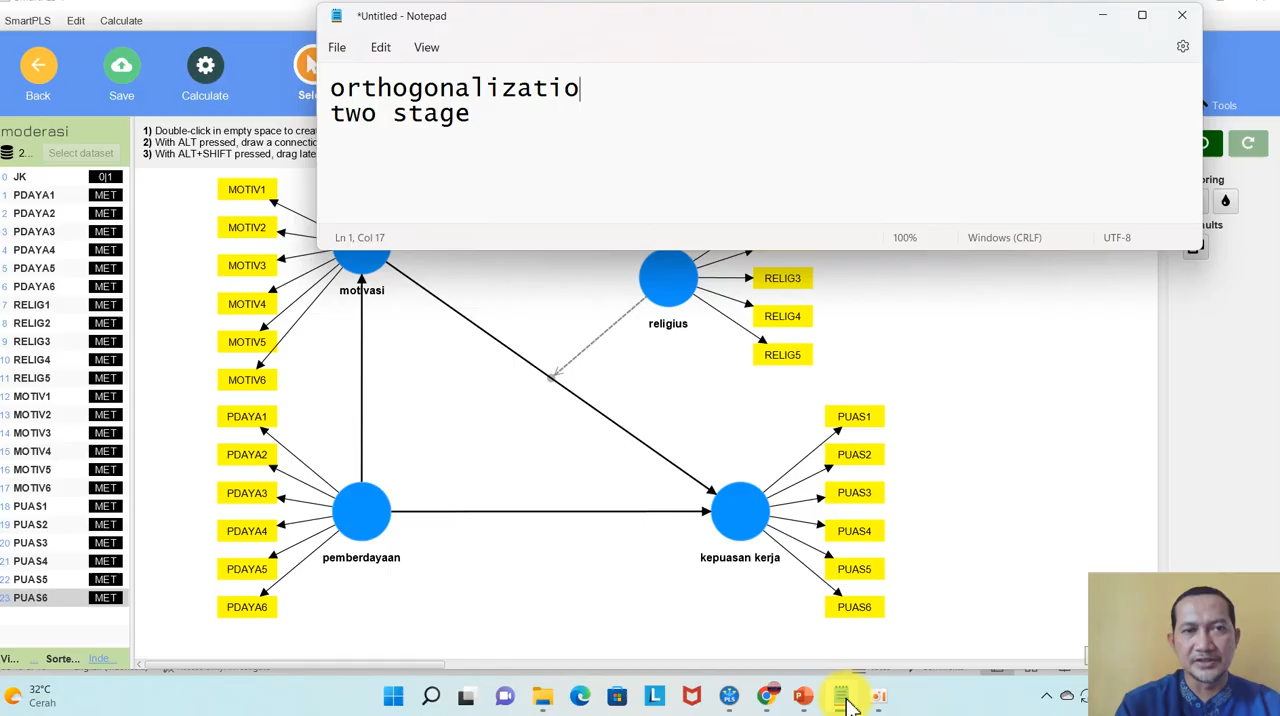 SmartPLS Edit Calculate
*Untitled - Notepad
File Edit View
orthogonalizatio
two stage
Ln 1, Col 17 100% Windows (CRLF) UTF-8
Back Save Calculate
Tools
moderasi
2... Select dataset
1) Double-click in empty space to crea
2) With ALT pressed, draw a connectio
3) With ALT+SHIFT pressed, drag late
0 JK 0|1
1 PDAYA1 MET
2 PDAYA2 MET
3 PDAYA3 MET
4 PDAYA4 MET
5 PDAYA5 MET
6 PDAYA6 MET
7 RELIG1 MET
8 RELIG2 MET
9 RELIG3 MET
10 RELIG4 MET
11 RELIG5 MET
12 MOTIV1 MET
13 MOTIV2 MET
14 MOTIV3 MET
15 MOTIV4 MET
16 MOTIV5 MET
17 MOTIV6 MET
18 PUAS1 MET
19 PUAS2 MET
20 PUAS3 MET
21 PUAS4 MET
22 PUAS5 MET
23 PUAS6 MET
Vi... ... Sorte... Inde...
MOTIV1
MOTIV2
MOTIV3
MOTIV4
MOTIV5
MOTIV6
motivasi
RELIG3
RELIG4
RELIG5
religius
PDAYA1
PDAYA2
PDAYA3
PDAYA4
PDAYA5
PDAYA6
pemberdayaan
PUAS1
PUAS2
PUAS3
PUAS4
PUAS5
PUAS6
kepuasan kerja
32°C
Cerah